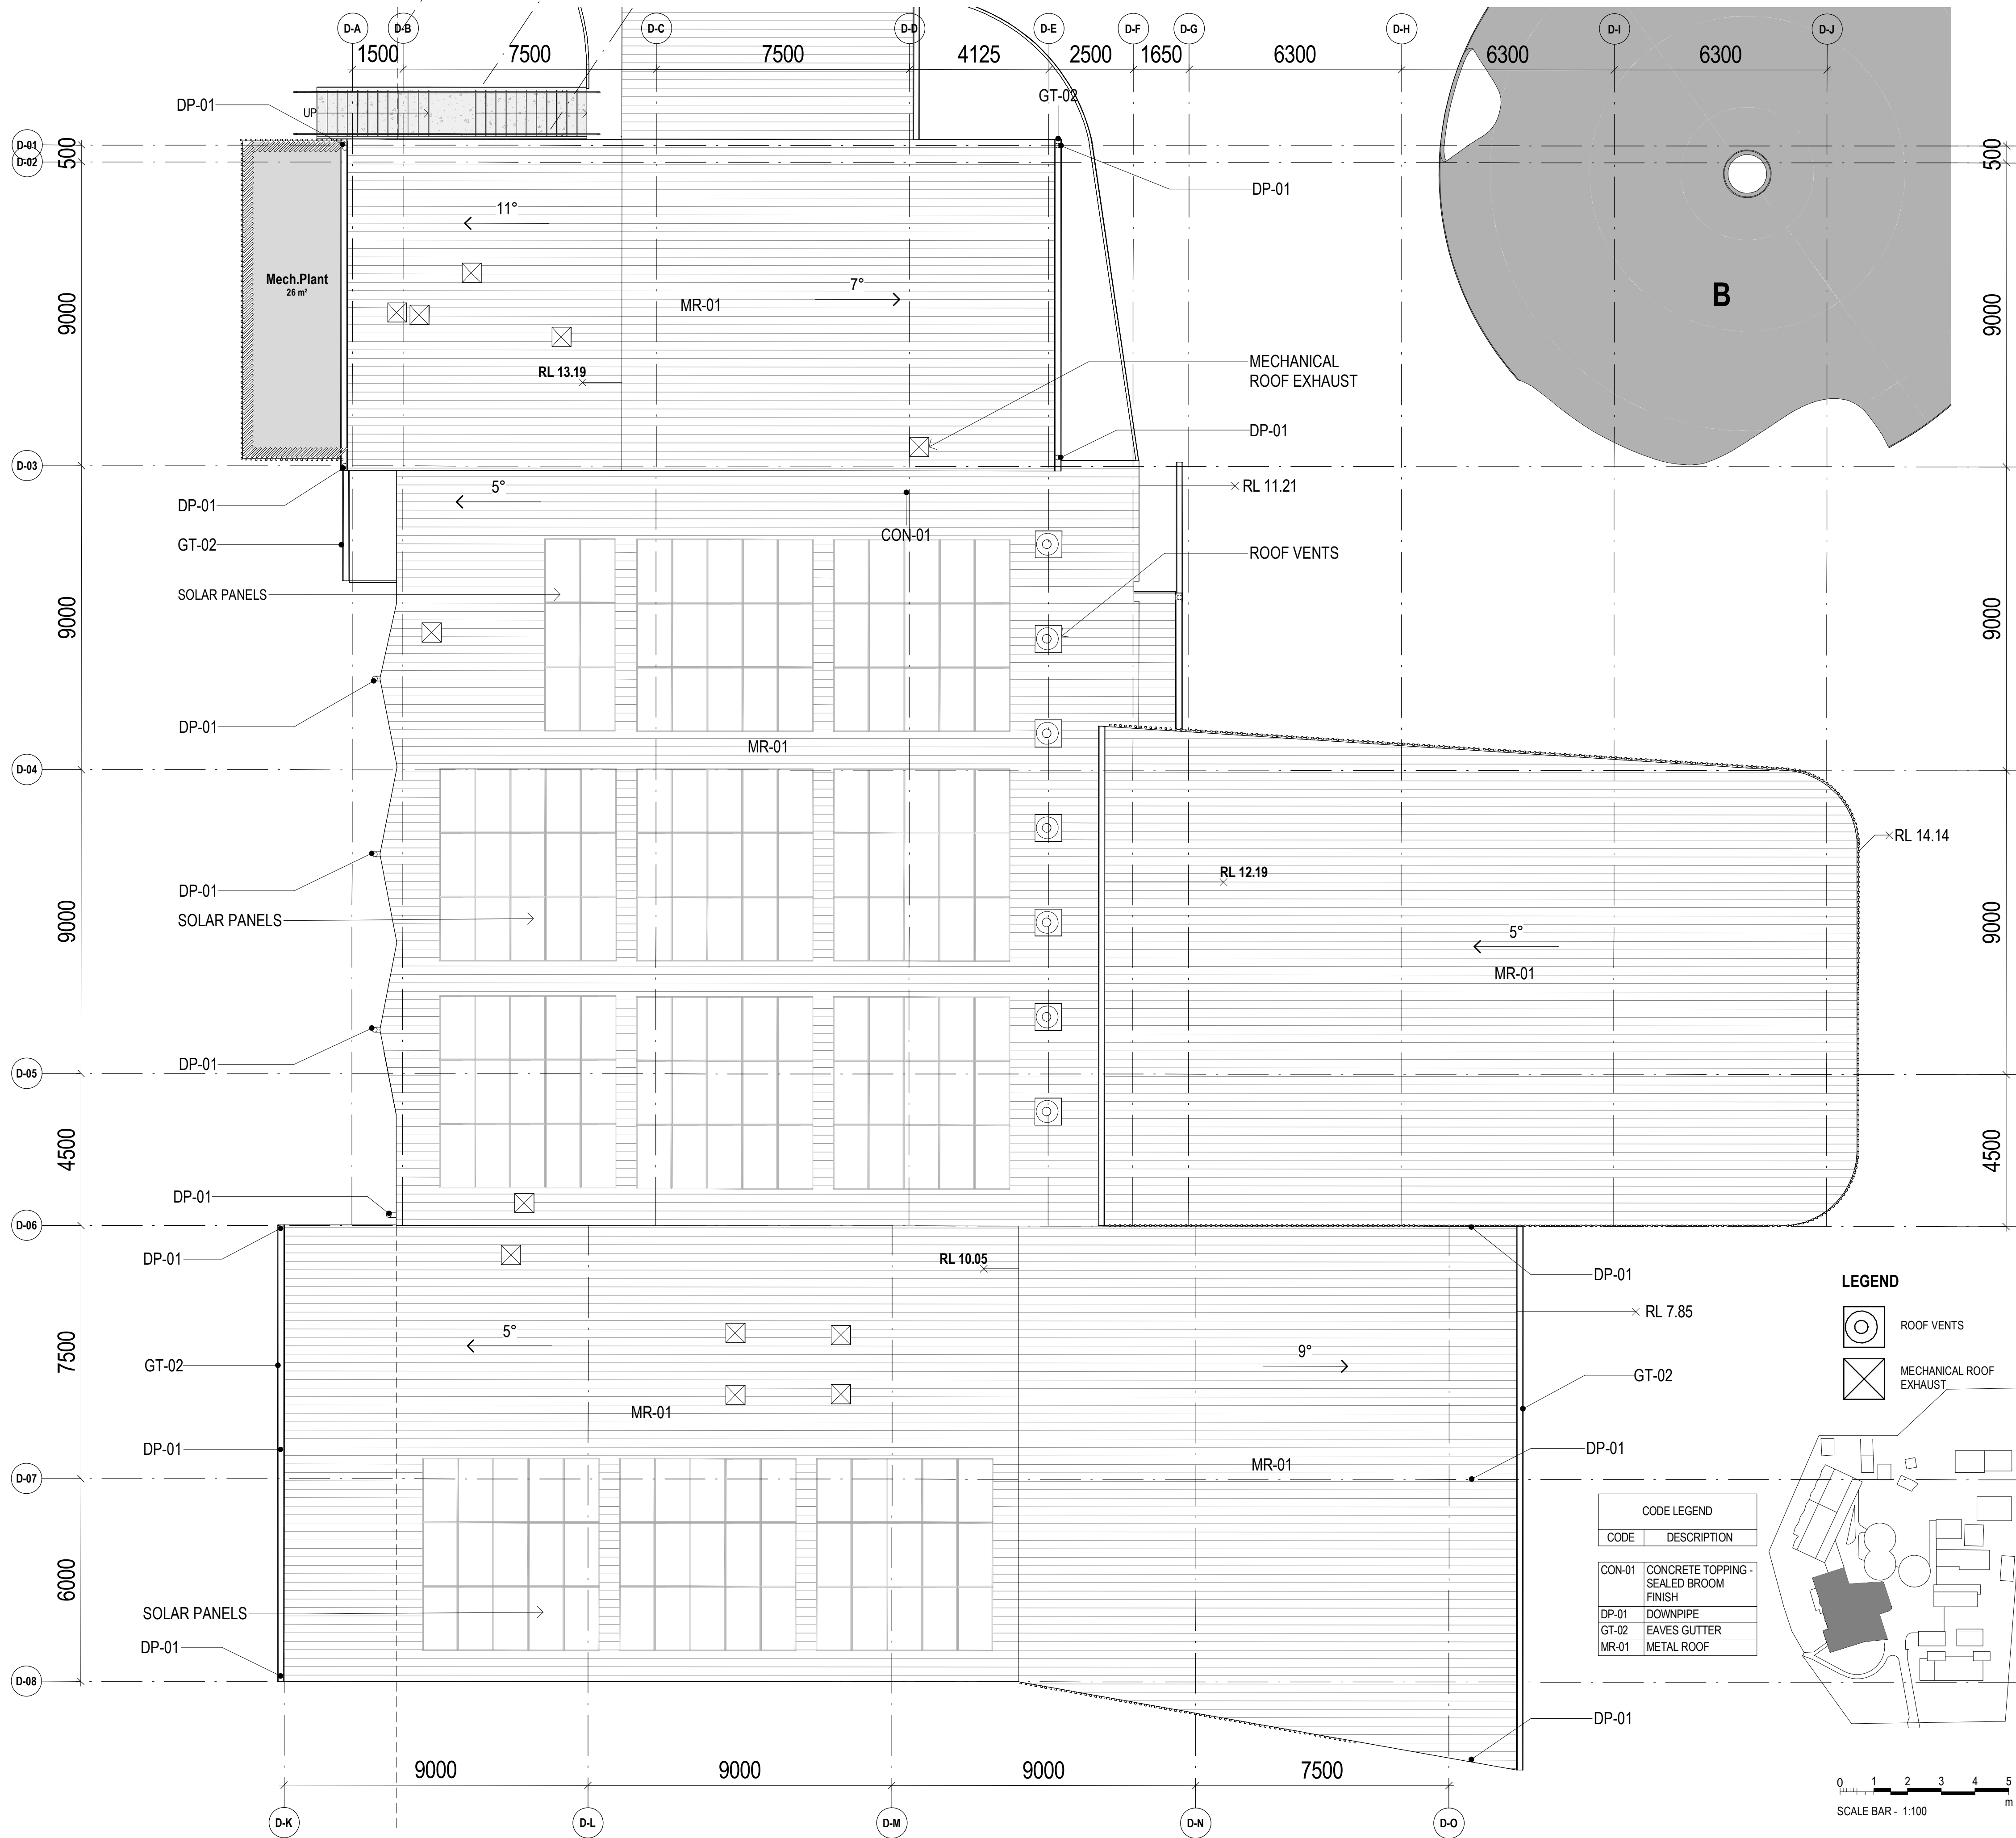 D-A D-B D-C D-D D-E D-F D-G D-H D-I D-J
1500 7500 7500 4125 2500 1650 6300 6300 6300
GT-02
DP-01
UP
D-01
D-02
500
500
DP-01
11°
Mech.Plant
26 m²
7°
MR-01
B
9000
9000
RL 13.19
MECHANICAL
ROOF EXHAUST
DP-01
D-03
5°
RL 11.21
DP-01
CON-01
GT-02
ROOF VENTS
SOLAR PANELS
9000
9000
DP-01
MR-01
D-04
RL 14.14
RL 12.19
DP-01
SOLAR PANELS
9000
9000
5°
MR-01
DP-01
D-05
4500
4500
DP-01
D-06
DP-01
RL 10.05
DP-01
LEGEND
RL 7.85
ROOF VENTS
5°
9°
7500
GT-02
GT-02
MECHANICAL ROOF
EXHAUST
MR-01
DP-01
DP-01
MR-01
D-07
CODE LEGEND
CODE DESCRIPTION
CON-01 CONCRETE TOPPING -
SEALED BROOM
FINISH
DP-01 DOWNPIPE
GT-02 EAVES GUTTER
MR-01 METAL ROOF
6000
SOLAR PANELS
DP-01
D-08
DP-01
9000 9000 9000 7500
0 1 2 3 4 5
m
SCALE BAR - 1:100
D-K D-L D-M D-N D-O